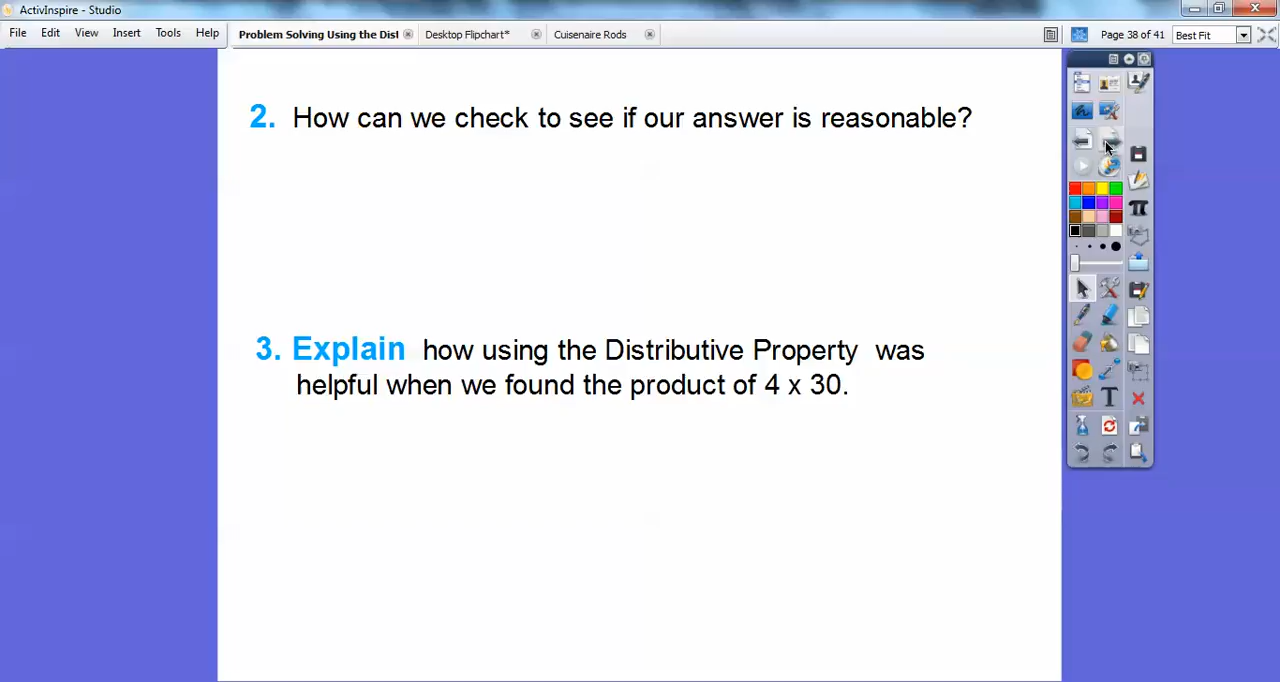 ActivInspire - Studio
File Edit View Insert Tools Help
Problem Solving Using the Dist
Desktop Flipchart*
Cuisenaire Rods
Page 38 of 41
Best Fit
2. How can we check to see if our answer is reasonable?
3. Explain how using the Distributive Property was
helpful when we found the product of 4 x 30.